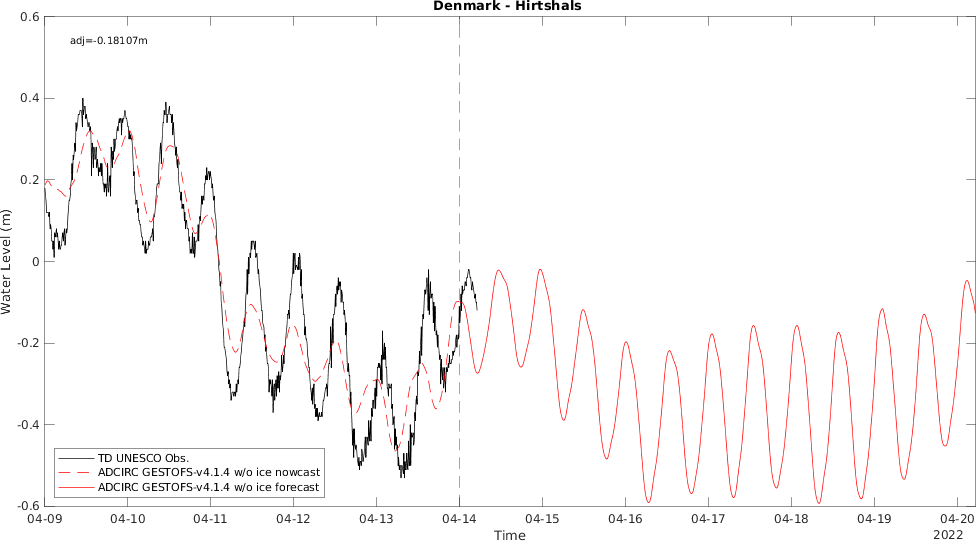 Denmark - Hirtshals
adj=-0.18107m
0.6
0.4
0.2
0
-0.2
-0.4
-0.6
Water Level (m)
TD UNESCO Obs.
ADCIRC GESTOFS-v4.1.4 w/o ice nowcast
ADCIRC GESTOFS-v4.1.4 w/o ice forecast
04-09 04-10 04-11 04-12 04-13 04-14 04-15 04-16 04-17 04-18 04-19 04-20
Time
2022